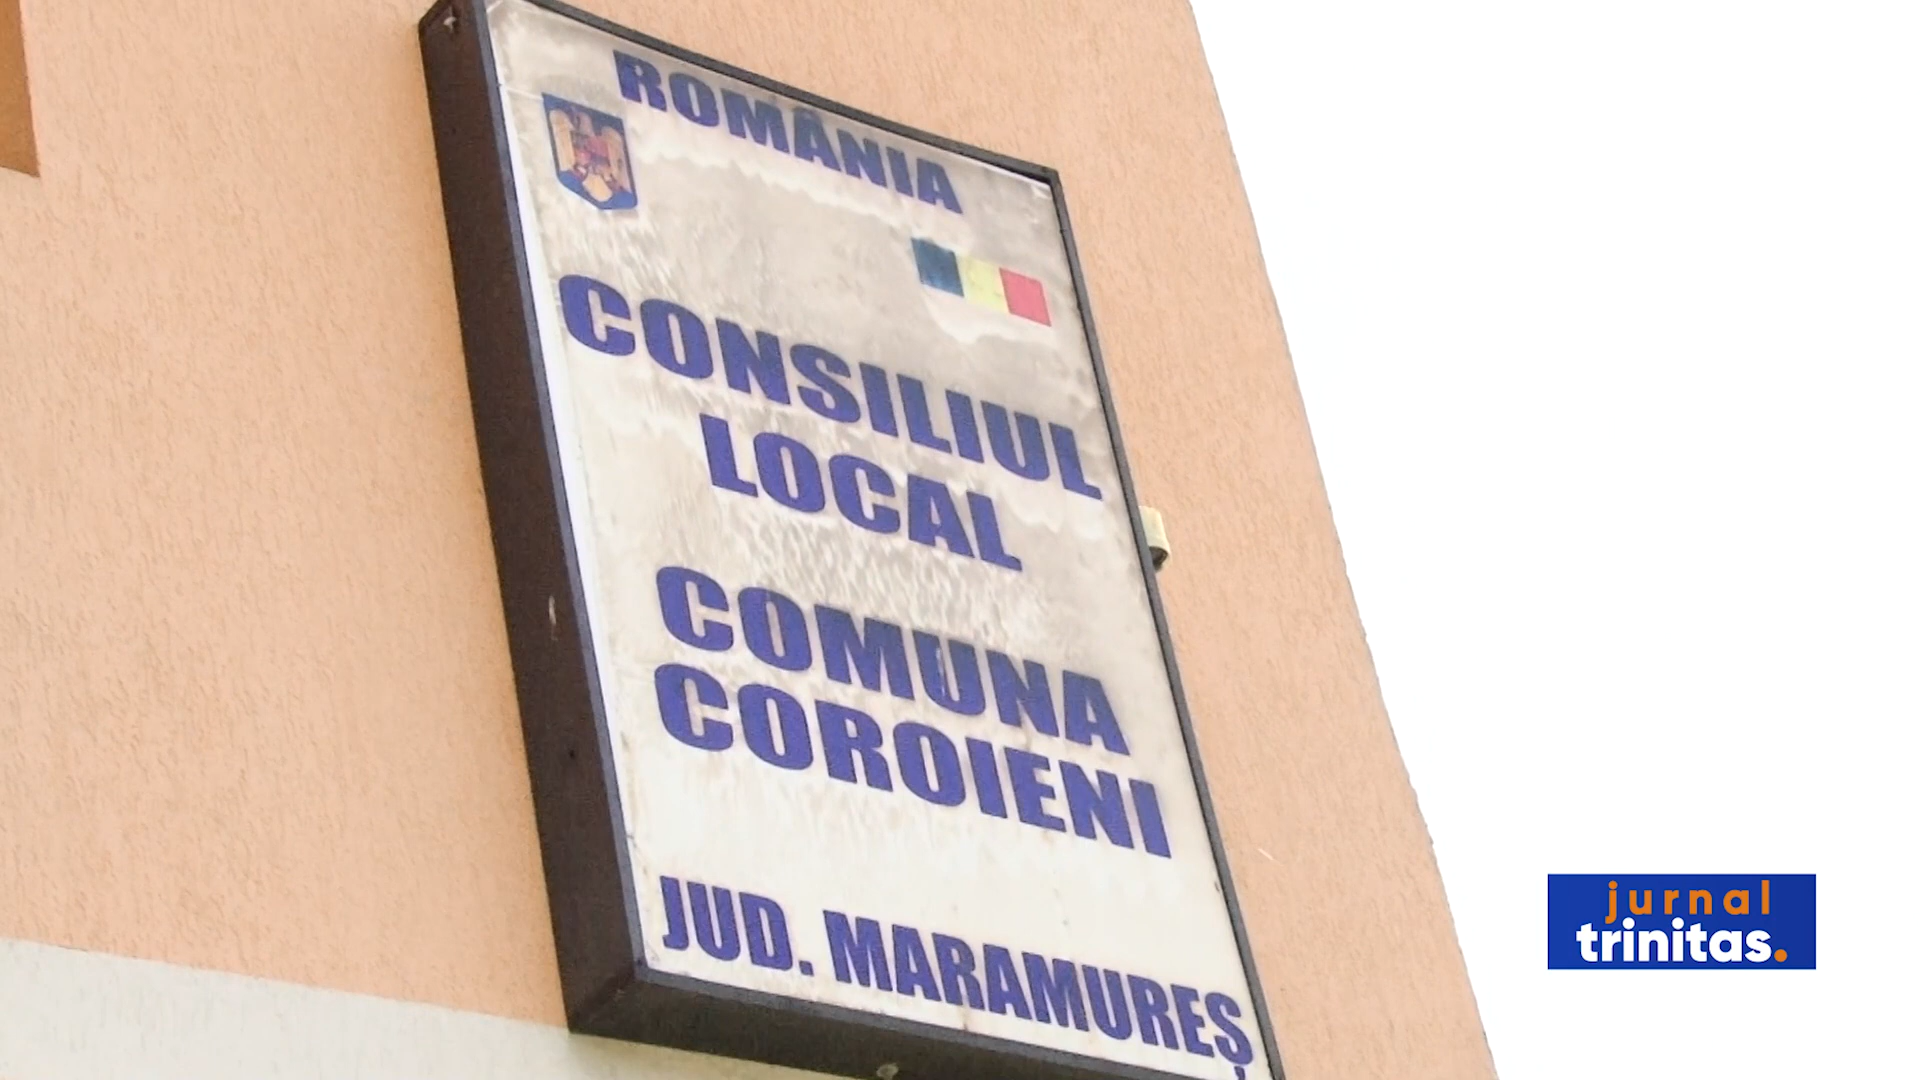 ROMÂNIA
CONSILIUL
LOCAL
COMUNA
COROIENI
JUD. MARAMUREȘ
jurnal
trinitas.